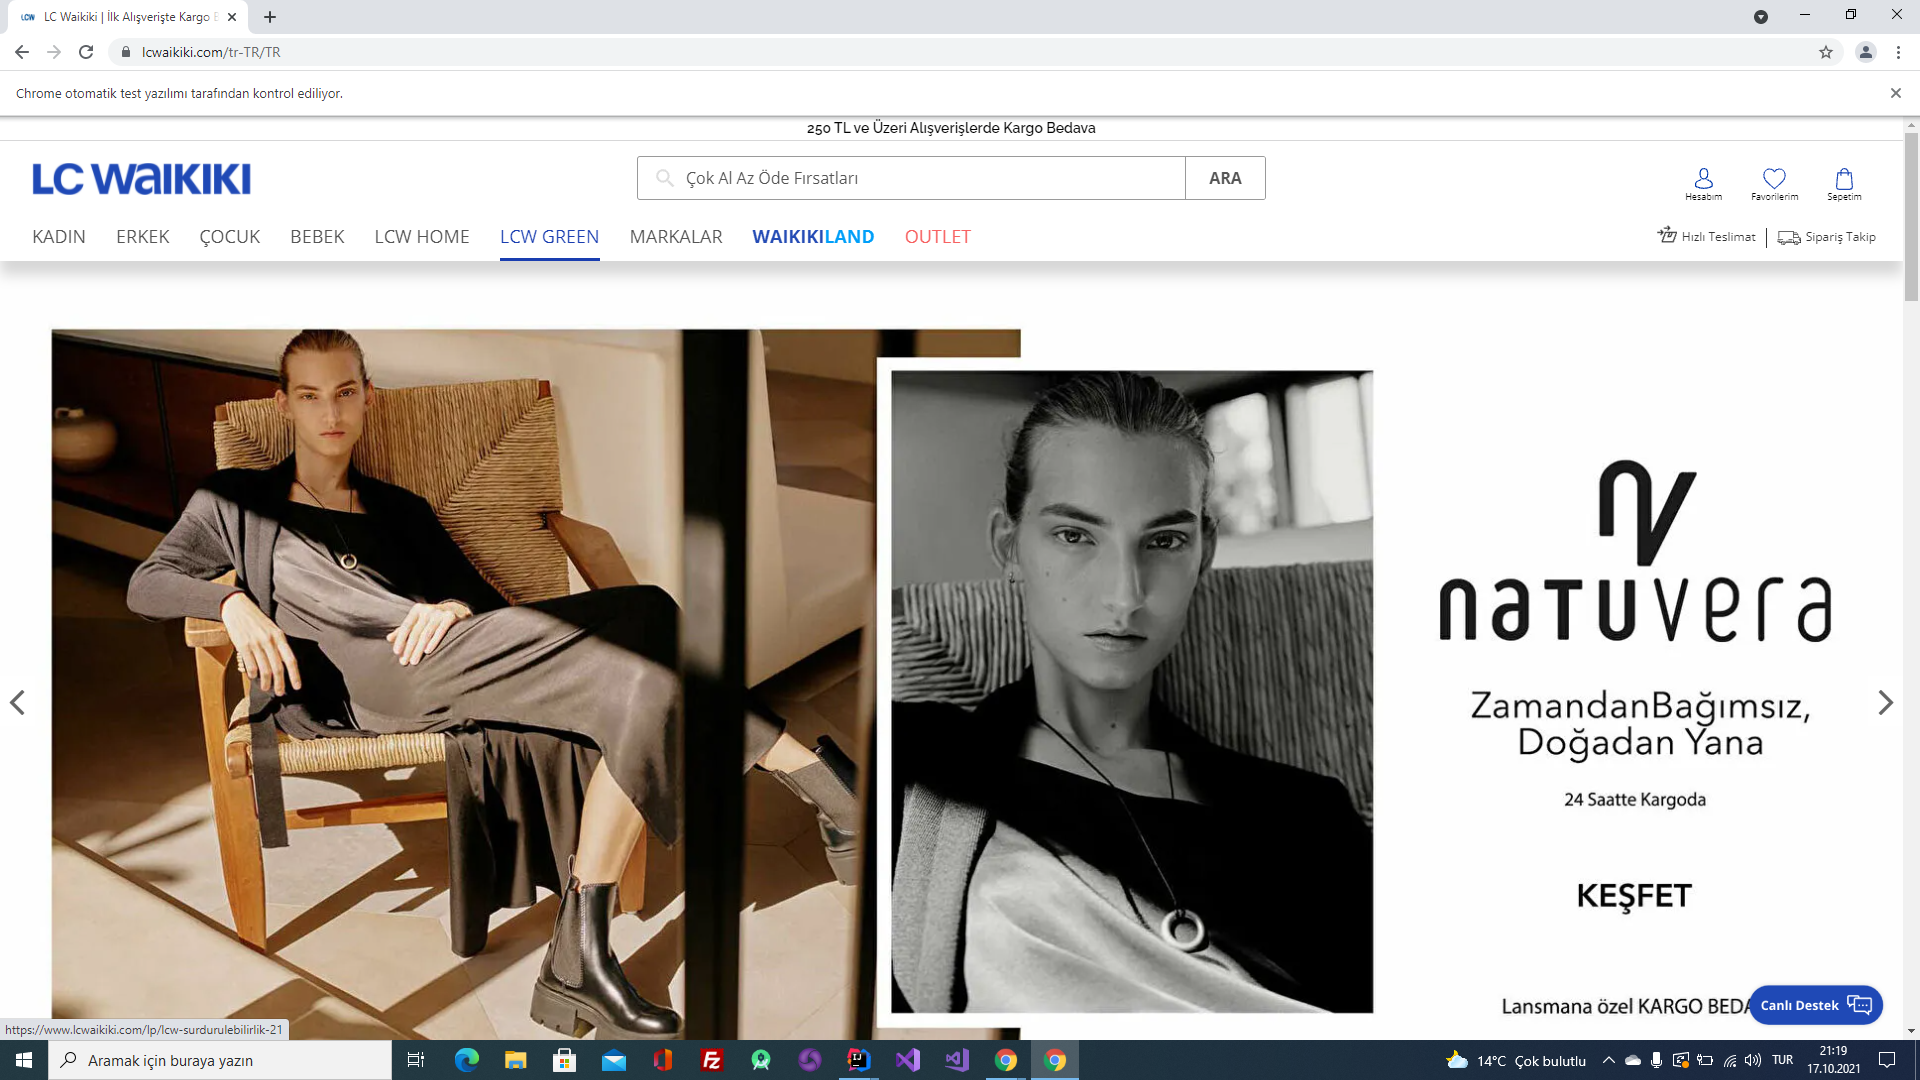 LC Waikiki | İlk Alışverişte Kargo
lcwaikiki.com/tr-TR/TR
Chrome otomatik test yazılımı tarafından kontrol ediliyor.
250 TL ve Üzeri Alışverişlerde Kargo Bedava
LC WAIKIKI
Çok Al Az Öde Fırsatları
ARA
Hesabım
Favorilerim
Sepetim
KADIN ERKEK ÇOCUK BEBEK LCW HOME LCW GREEN MARKALAR WAIKIKILAND OUTLET
Hızlı Teslimat
Sipariş Takip
natuvera
ZamandanBağımsız,
Doğadan Yana
24 Saatte Kargoda
KEŞFET
Lansmana özel KARGO BEDA
Canlı Destek
https://www.lcwaikiki.com/lp/lcw-surdurulebilirlik-21
Aramak için buraya yazın
14°C Çok bulutlu
TUR
21:19
17.10.2021